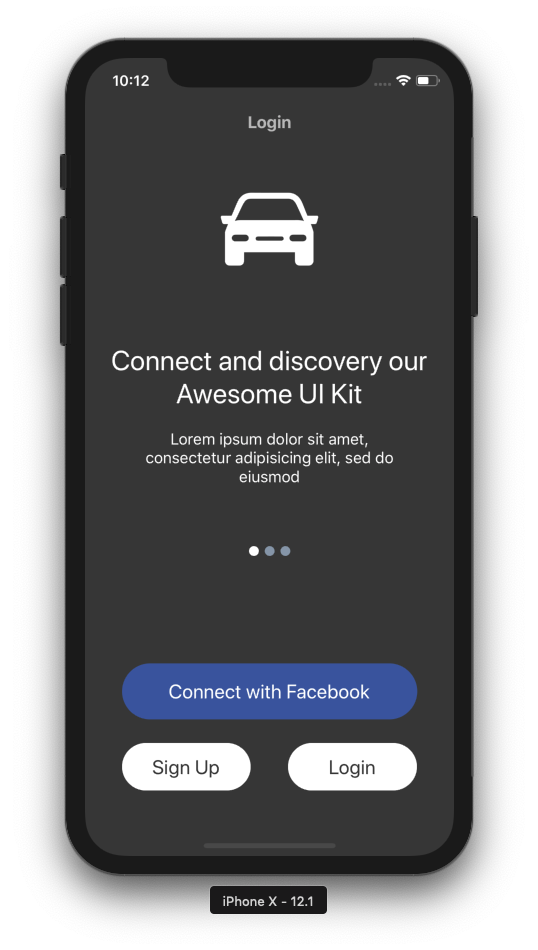 10:12
Login
Connect and discovery our
Awesome UI Kit
Lorem ipsum dolor sit amet,
consectetur adipisicing elit, sed do
eiusmod
Connect with Facebook
Sign Up
Login
iPhone X - 12.1